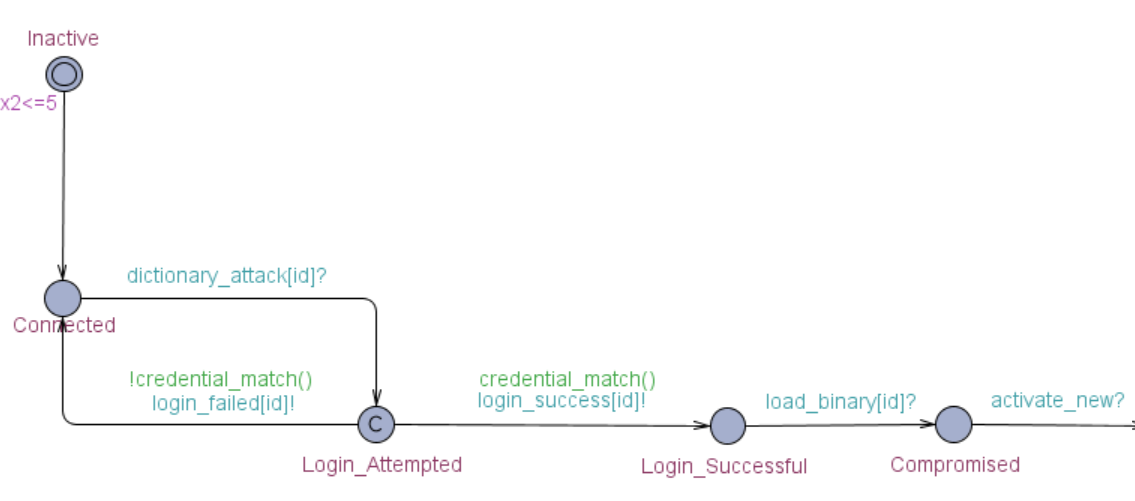 Inactive
x2<=5
dictionary_attack[id]?
Connected
!credential_match()
login_failed[id]!
credential_match()
login_success[id]!
load_binary[id]?
activate_new?
C
Login_Attempted
Login_Successful
Compromised